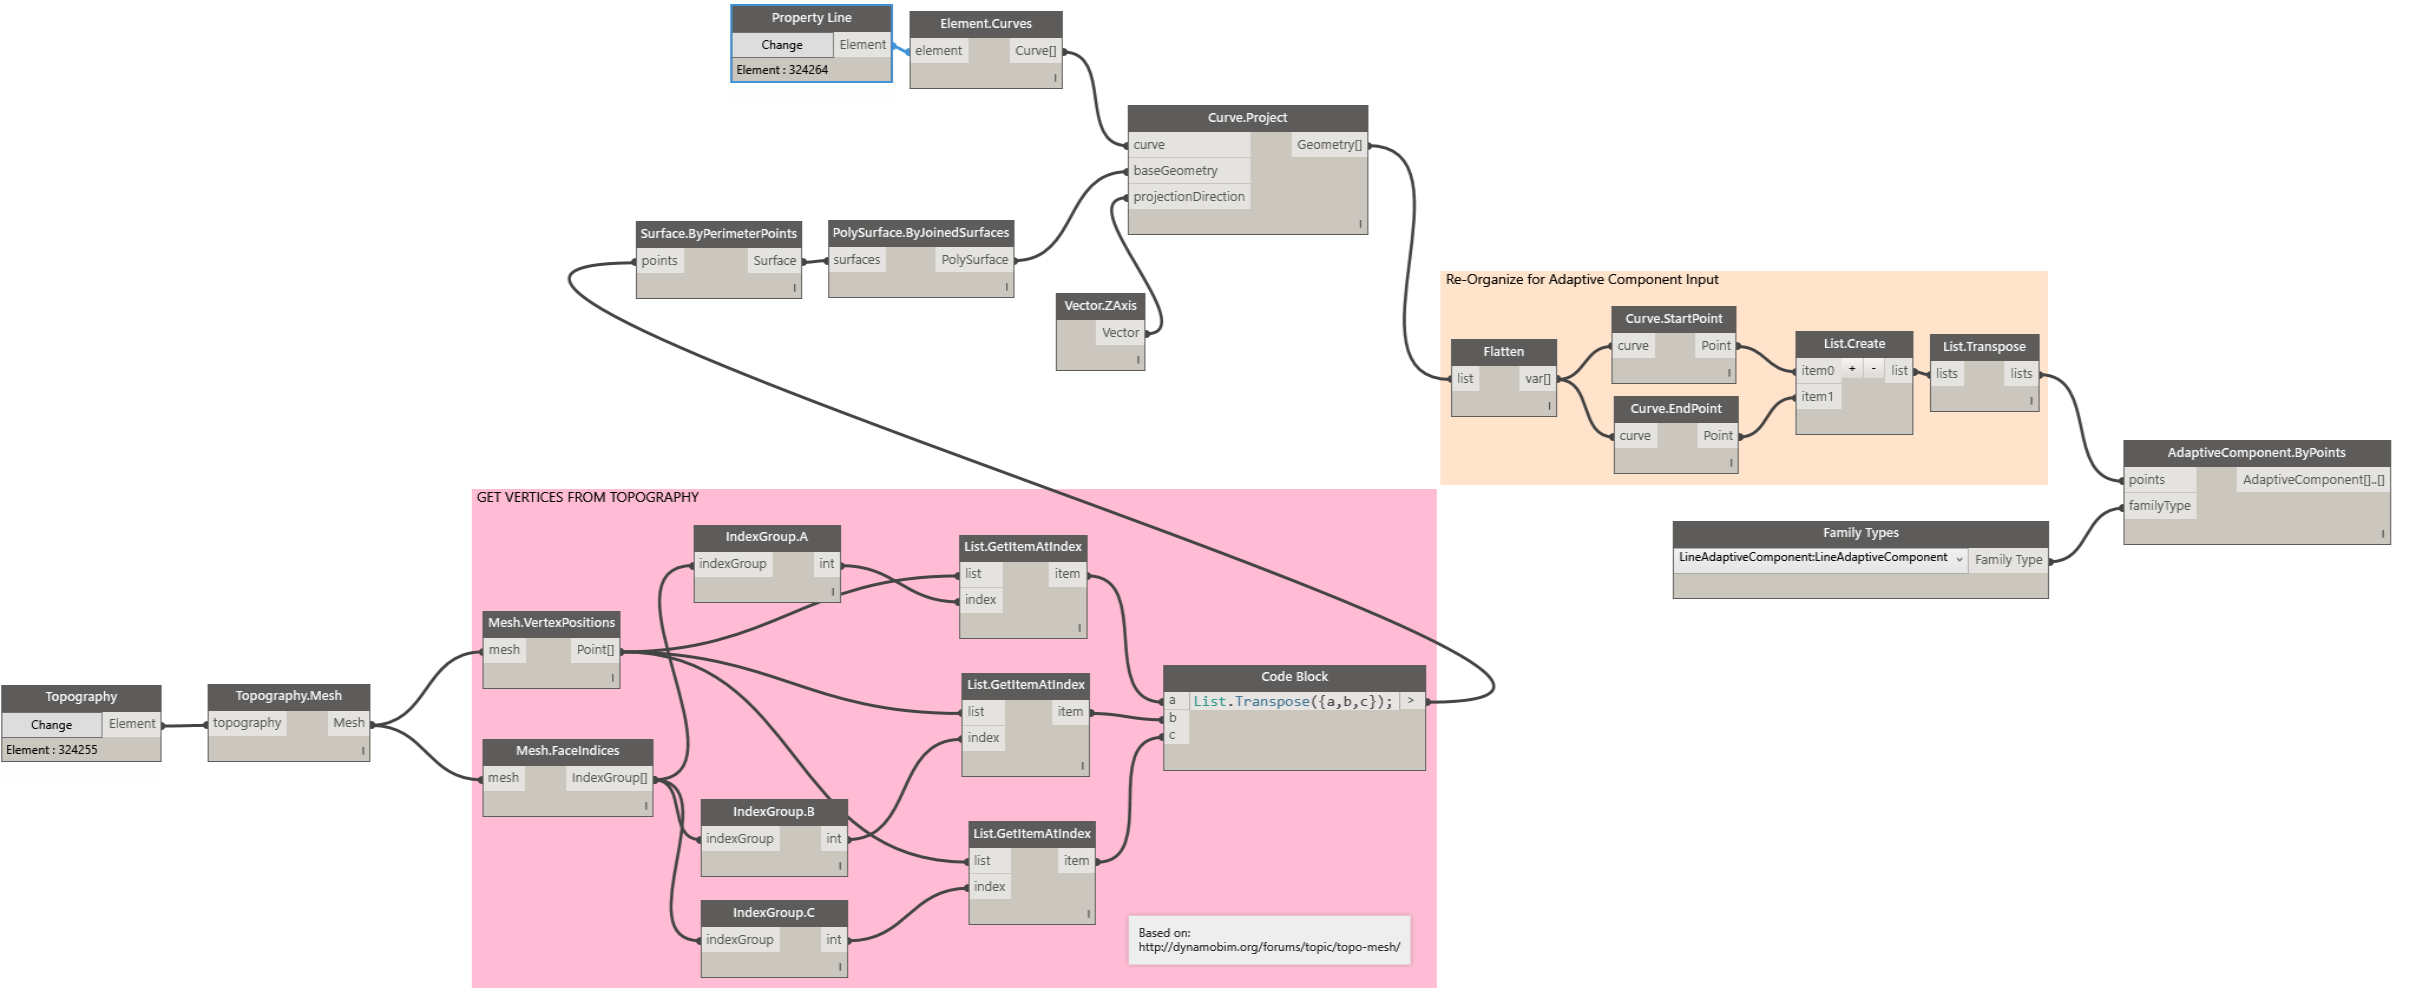 Property Line
Change
Element
Element : 324264
Element.Curves
element
Curve[]
I
Curve.Project
curve
Geometry[]
baseGeometry
projectionDirection
I
Surface.ByPerimeterPoints
points
Surface
I
PolySurface.ByJoinedSurfaces
surfaces
PolySurface
I
Vector.ZAxis
Vector
I
Re-Organize for Adaptive Component Input
Flatten
list
var[]
I
Curve.StartPoint
curve
Point
I
Curve.EndPoint
curve
Point
I
List.Create
item0
+
-
list
item1
List.Transpose
lists
lists
I
AdaptiveComponent.ByPoints
points
AdaptiveComponent[]..[]
familyType
I
Family Types
LineAdaptiveComponent:LineAdaptiveComponent
Family Type
GET VERTICES FROM TOPOGRAPHY
IndexGroup.A
indexGroup
int
I
List.GetItemAtIndex
list
item
index
I
Mesh.VertexPositions
mesh
Point[]
I
List.GetItemAtIndex
list
item
index
I
Code Block
a
List.Transpose({a,b,c});
>
b
c
Topography
Change
Element
Element : 324255
Topography.Mesh
topography
Mesh
I
Mesh.FaceIndices
mesh
IndexGroup[]
I
IndexGroup.B
indexGroup
int
I
List.GetItemAtIndex
list
item
index
I
IndexGroup.C
indexGroup
int
I
Based on:
http://dynamobim.org/forums/topic/topo-mesh/